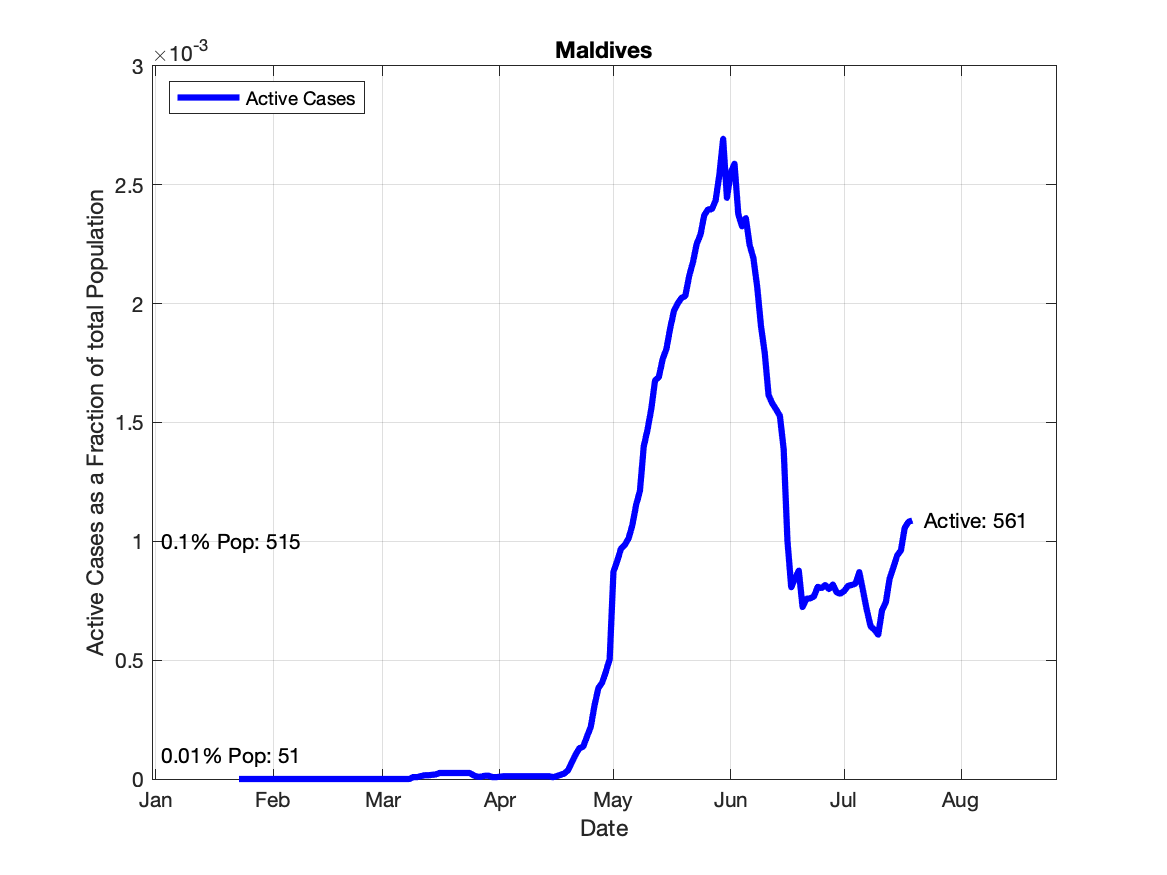 Maldives
×10-3
3
2.5
2
1.5
1
0.5
0
Active Cases
0.1% Pop: 515
0.01% Pop: 51
Active: 561
Jan Feb Mar Apr May Jun Jul Aug
Date
Active Cases as a Fraction of total Population